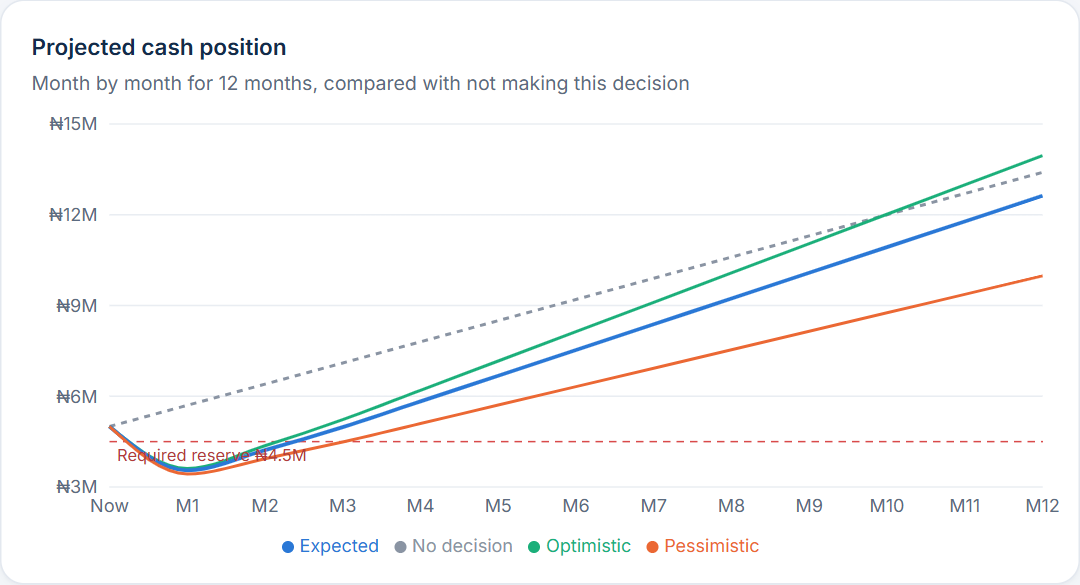 Projected cash position
Month by month for 12 months, compared with not making this decision
₦15M
₦12M
₦9M
₦6M
Required reserve ₦4.5M
₦3M
Now M1 M2 M3 M4 M5 M6 M7 M8 M9 M10 M11 M12
Expected No decision Optimistic Pessimistic